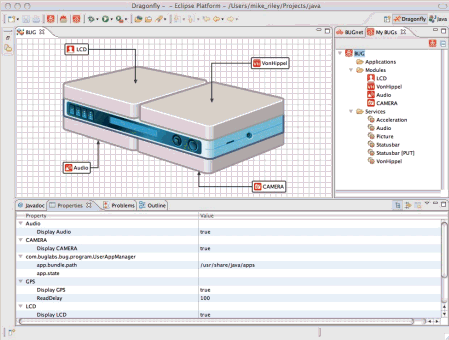 Dragonfly - - Eclipse Platform - /Users/mike_riley/Projects/java
Dragonfly
Java
BUG
BUGnet
My BUGs
LCD
VonHippel
Audio
CAMERA
BUG
Applications
Modules
LCD
VonHippel
Audio
CAMERA
Services
Acceleration
Audio
Picture
Statusbar
Statusbar [PUT]
VonHippel
Javadoc
Properties
Problems
Outline
Property Value
Audio
Display Audio true
CAMERA
Display CAMERA true
com.buglabs.bug.program.UserAppManager
app.bundle.path /usr/share/java/apps
app.state
GPS
Display GPS true
ReadDelay 100
LCD
Display LCD true